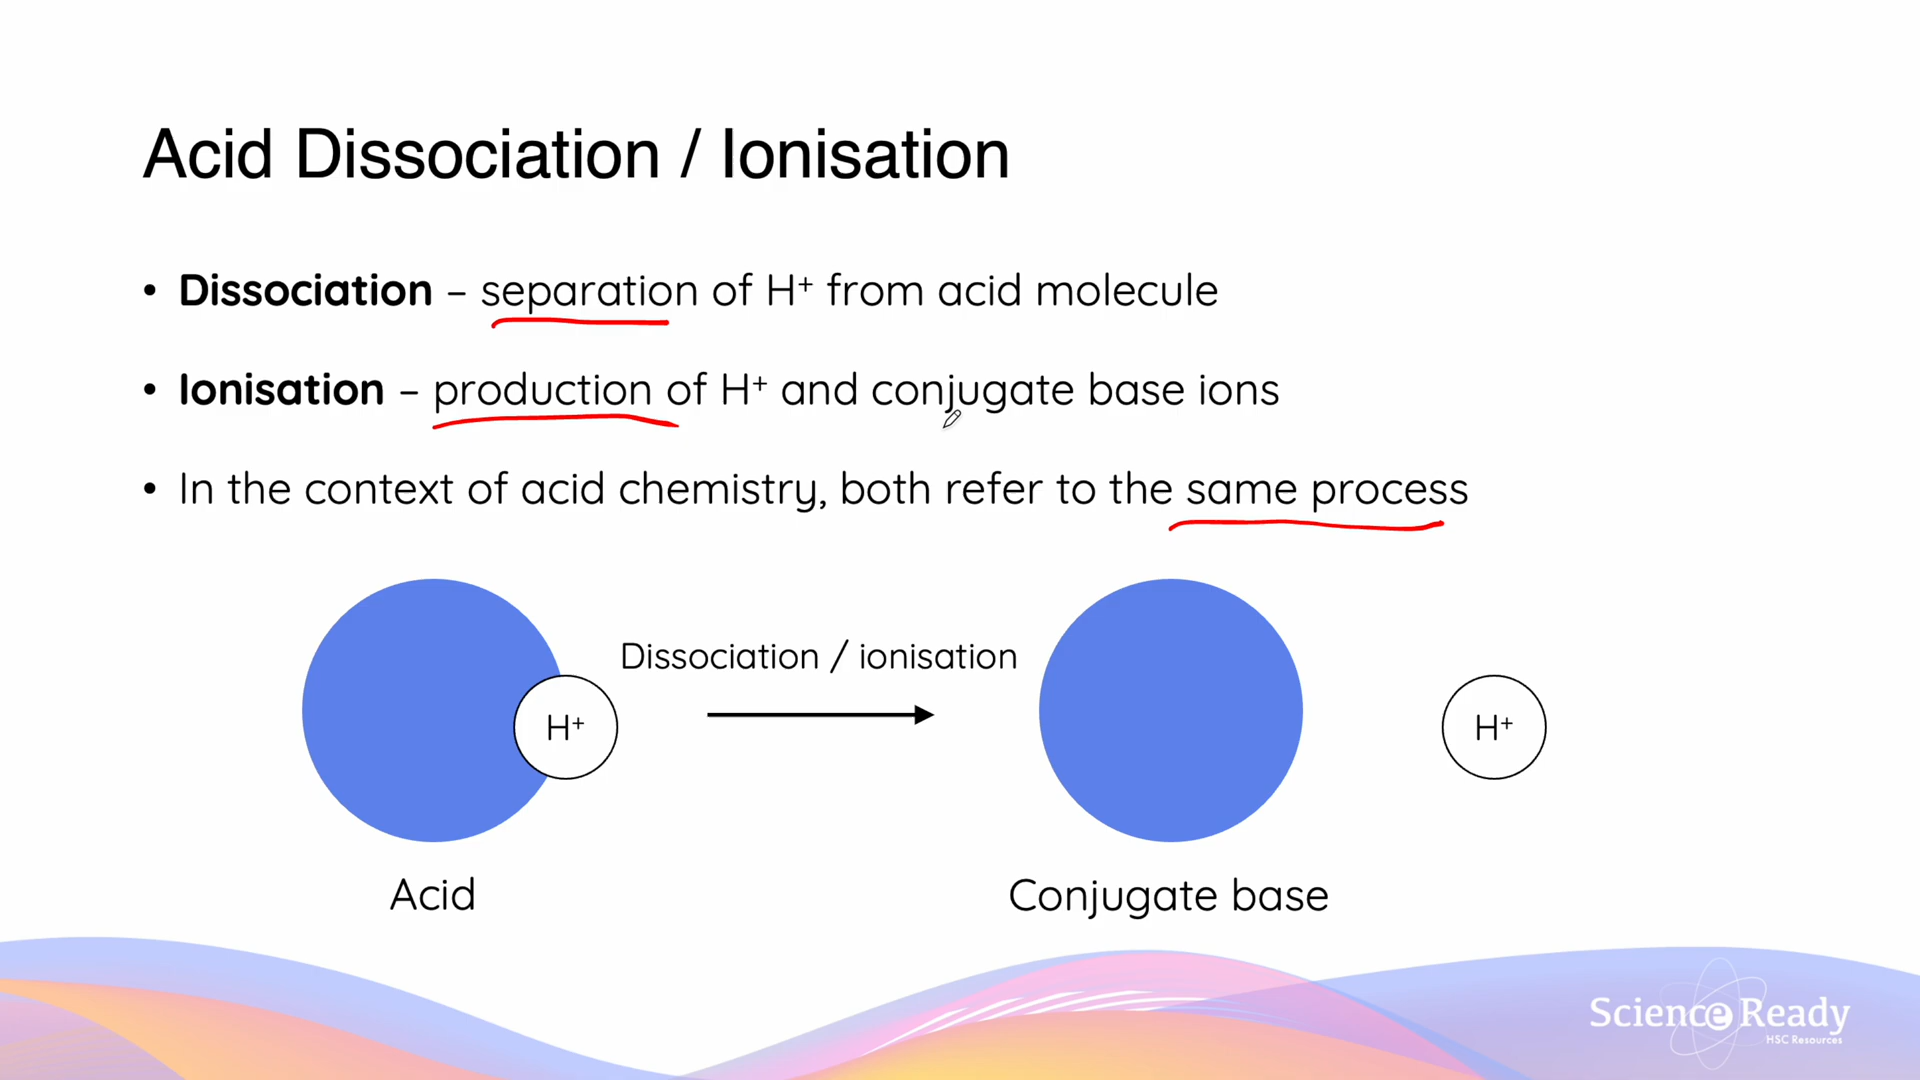 Acid Dissociation / Ionisation
• Dissociation – separation of H⁺ from acid molecule
• Ionisation – production of H⁺ and conjugate base ions
• In the context of acid chemistry, both refer to the same process
Dissociation / ionisation
H⁺
H⁺
Acid
Conjugate base
Science Ready
HSC Resources